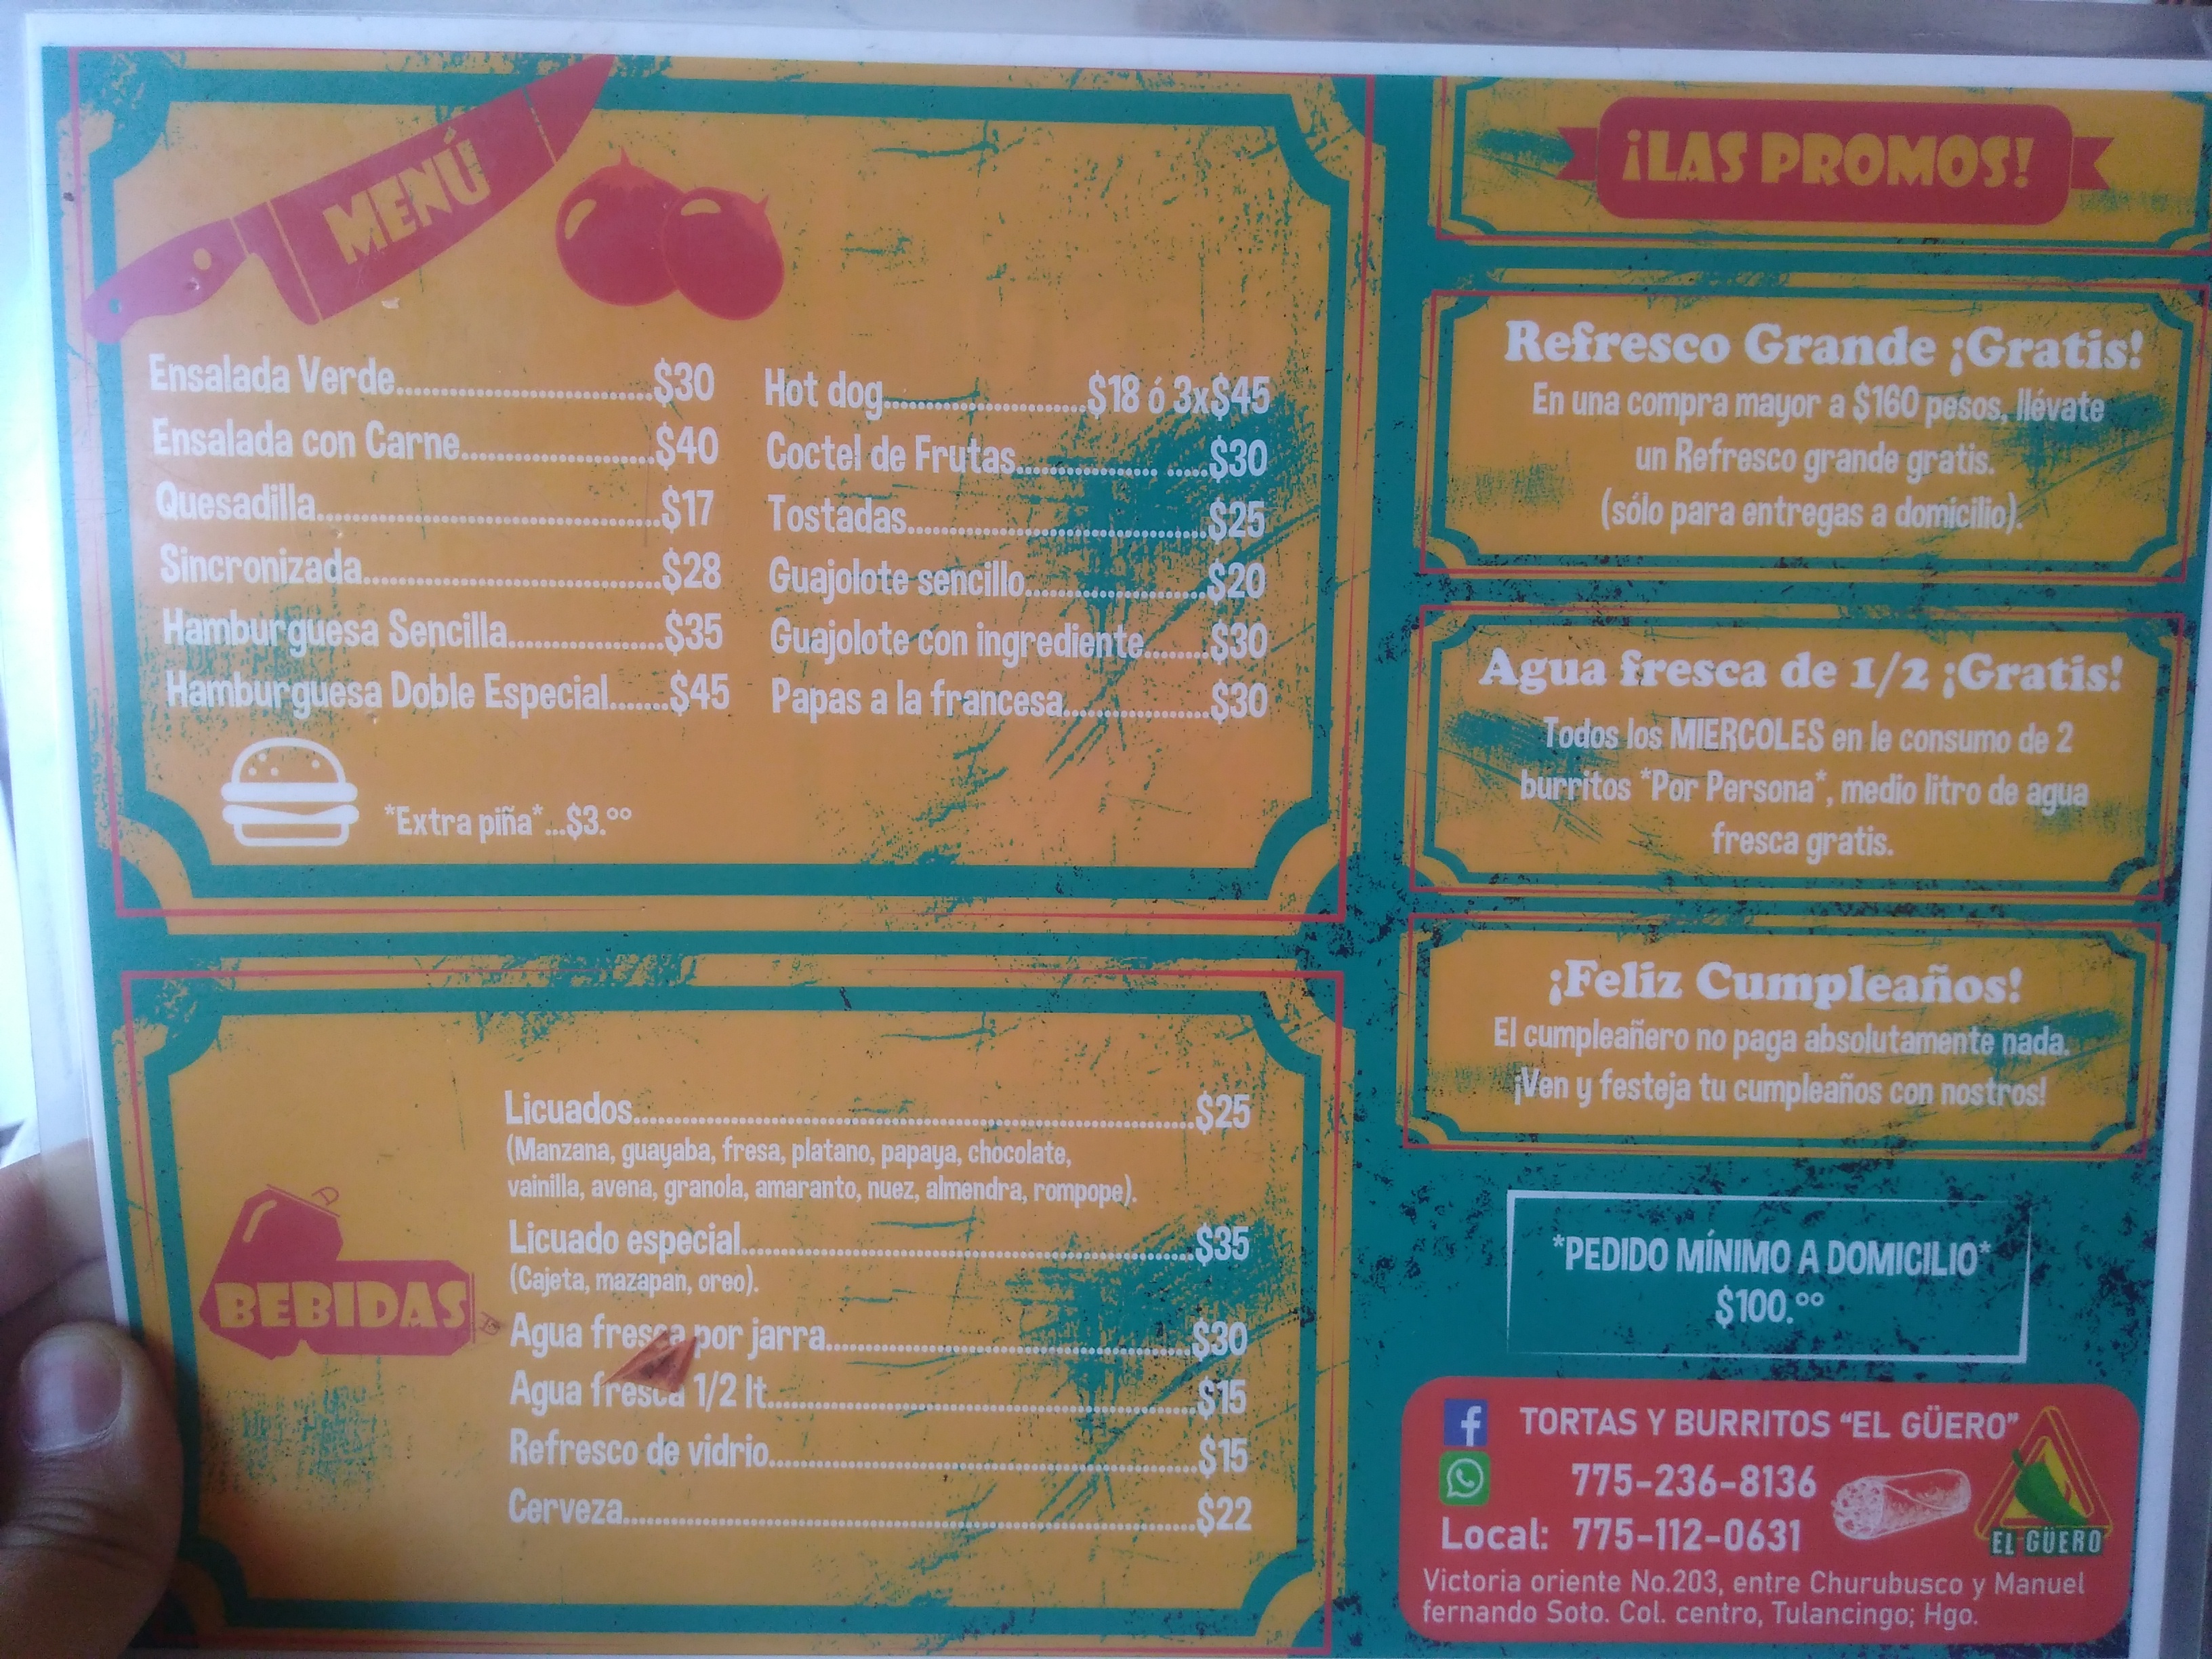 MENÚ
Ensalada Verde....................$30
Ensalada con Carne....................$40
Quesadilla....................$17
Sincronizada....................$28
Hamburguesa Sencilla....................$35
Hamburguesa Doble Especial.......$45
*Extra piña*...$3.°°
Hot dog....................$18 ó 3x$45
Coctel de Frutas.................... .....$30
Tostadas....................$25
Guajolote sencillo....................$20
Guajolote con ingrediente.......$30
Papas a la francesa....................$30
BEBIDAS
Licuados....................$25
(Manzana, guayaba, fresa, platano, papaya, chocolate,
vainilla, avena, granola, amaranto, nuez, almendra, rompope).
Licuado especial....................$35
(Cajeta, mazapan, oreo).
Agua fresca por jarra....................$30
Agua fresca 1/2 lt....................$15
Refresco de vidrio....................$15
Cerveza....................$22
¡LAS PROMOS!
Refresco Grande ¡Gratis!
En una compra mayor a $160 pesos, llévate
un Refresco grande gratis.
(sólo para entregas a domicilio).
Agua fresca de 1/2 ¡Gratis!
Todos los MIERCOLES en le consumo de 2
burritos *Por Persona*, medio litro de agua
fresca gratis.
¡Feliz Cumpleaños!
El cumpleañero no paga absolutamente nada.
¡Ven y festeja tu cumpleaños con nostros!
*PEDIDO MÍNIMO A DOMICILIO*
$100.°°
TORTAS Y BURRITOS “EL GÜERO”
775-236-8136
Local: 775-112-0631
EL GÜERO
Victoria oriente No.203, entre Churubusco y Manuel
fernando Soto. Col. centro, Tulancingo; Hgo.